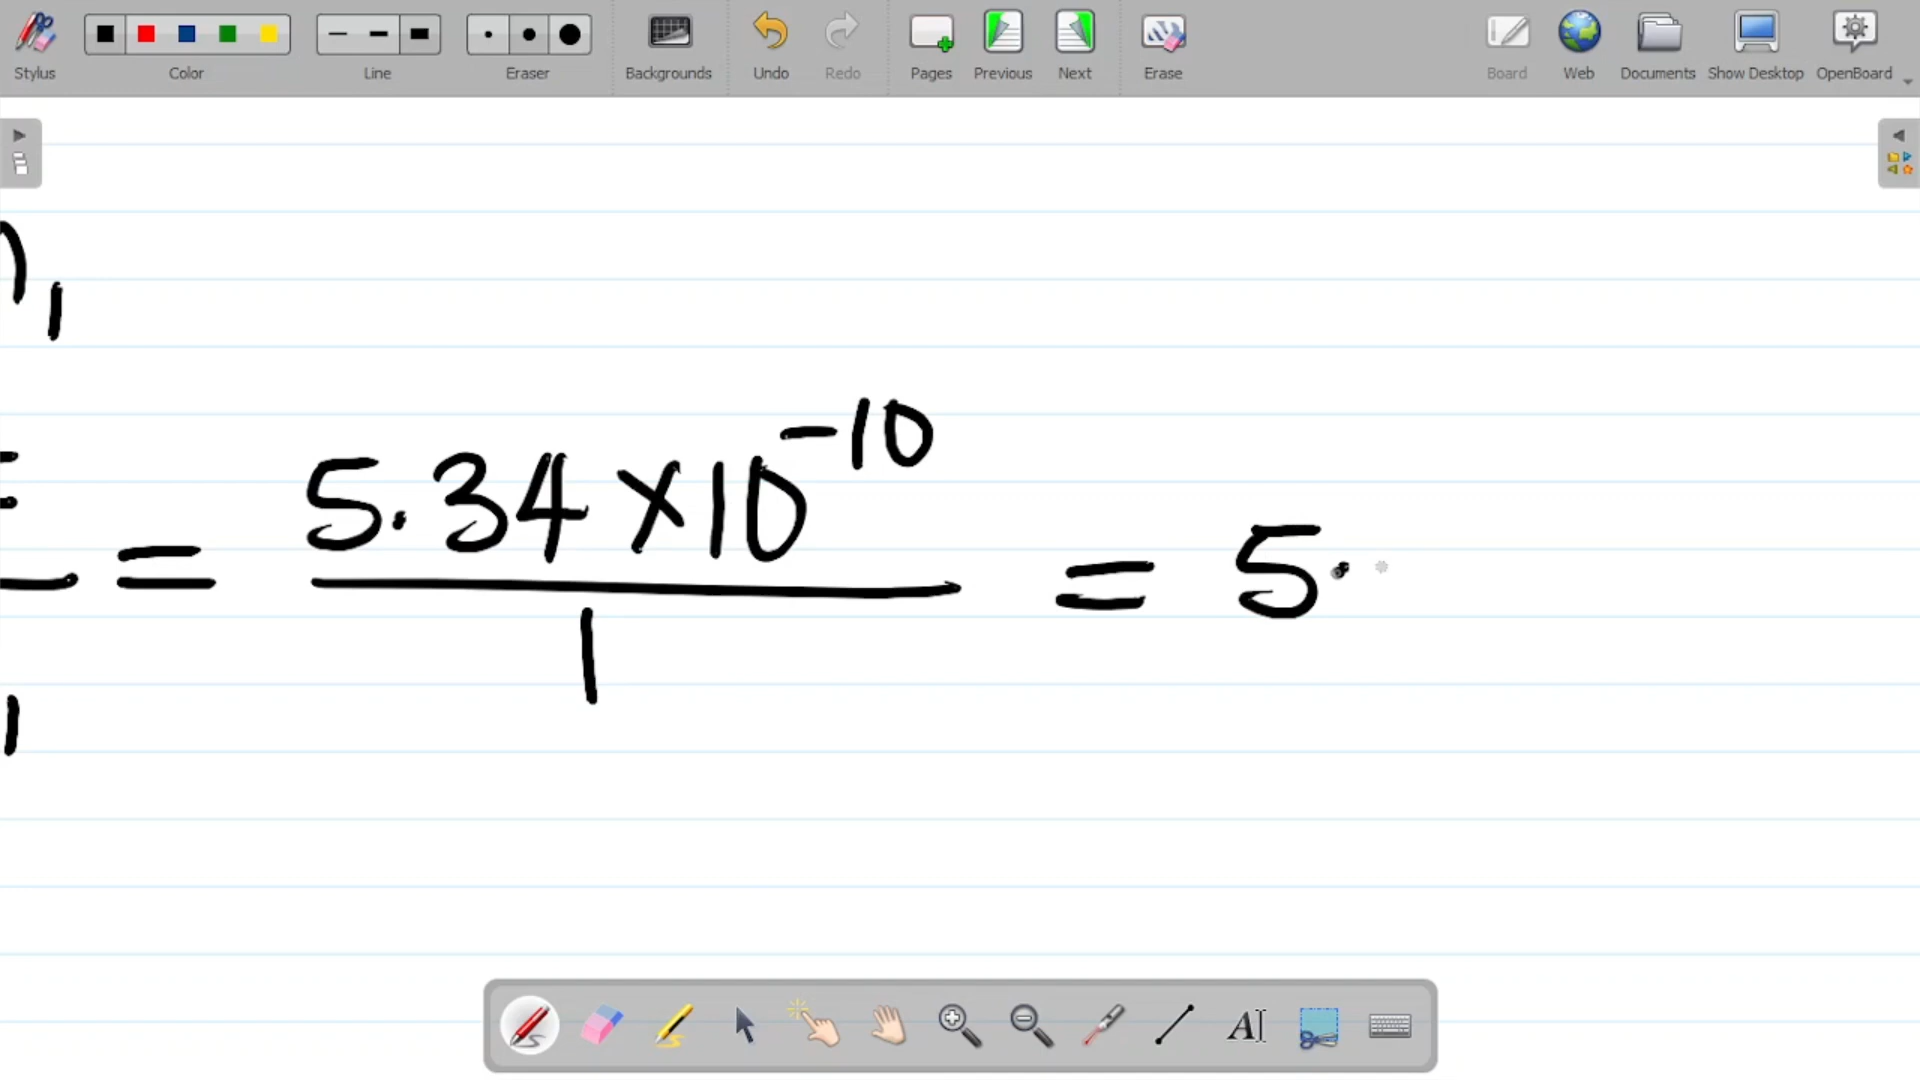 Stylus Color Line Eraser Backgrounds Undo Redo Pages Previous Next Erase Board Web Documents Show Desktop OpenBoard
5.34 × 10⁻¹⁰
= ——— = 5.
1